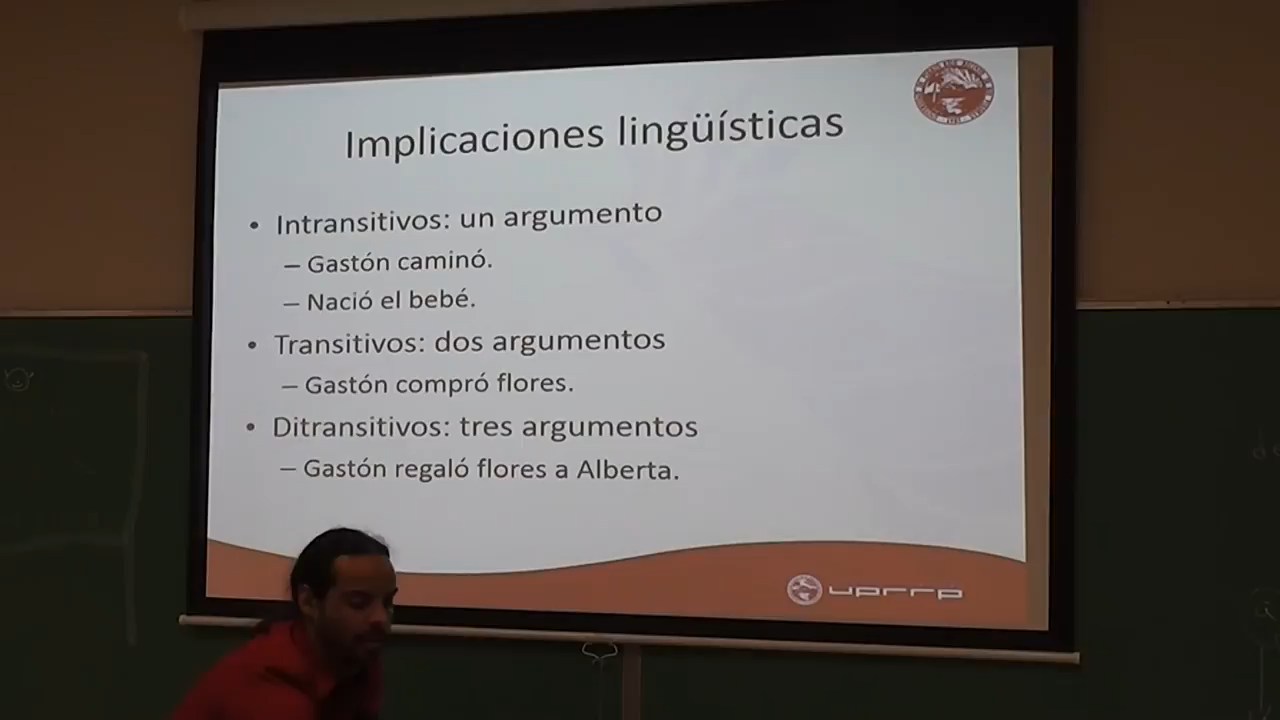 Implicaciones lingüísticas
• Intransitivos: un argumento
– Gastón caminó.
– Nació el bebé.
• Transitivos: dos argumentos
– Gastón compró flores.
• Ditransitivos: tres argumentos
– Gastón regaló flores a Alberta.
uprrp